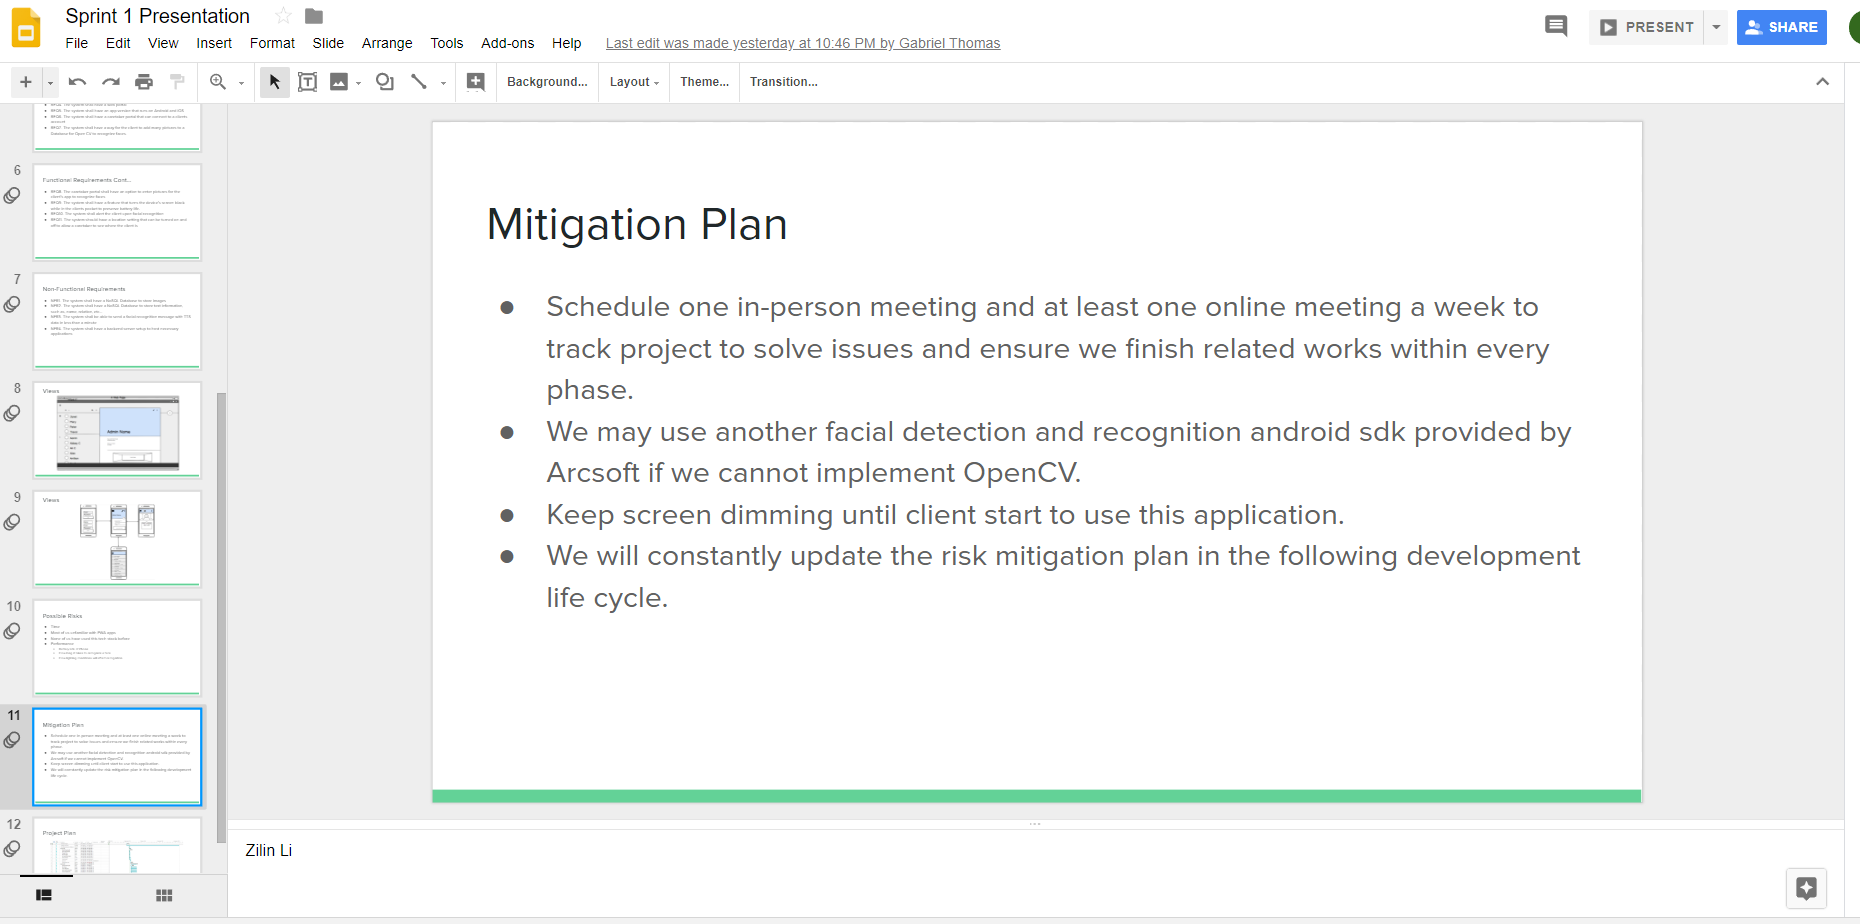 Sprint 1 Presentation
File Edit View Insert Format Slide Arrange Tools Add-ons Help Last edit was made yesterday at 10:46 PM by Gabriel Thomas
PRESENT
SHARE
Background... Layout Theme... Transition...
6
Functional Requirements Cont...
7
Non-Functional Requirements
8
Views
Admin Name
9
Views
10
Possible Risks
Time
Performance
11
Mitigation Plan
12
Project Plan
Mitigation Plan
● Schedule one in-person meeting and at least one online meeting a week to
track project to solve issues and ensure we finish related works within every
phase.
● We may use another facial detection and recognition android sdk provided by
Arcsoft if we cannot implement OpenCV.
● Keep screen dimming until client start to use this application.
● We will constantly update the risk mitigation plan in the following development
life cycle.
Zilin Li